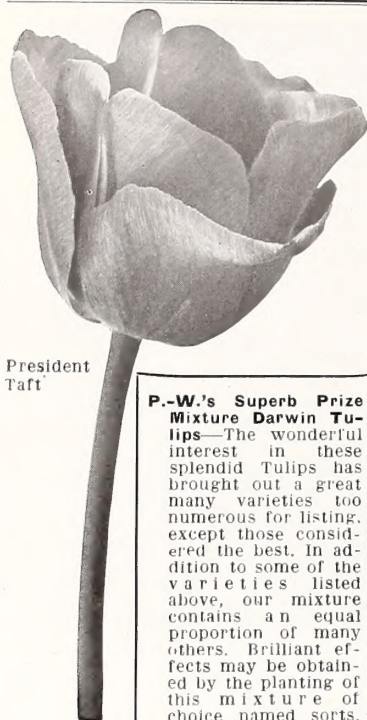 President
Taft
P.-W.'s Superb Prize
Mixture Darwin Tu-
lips—The wonderful
interest in these
splendid Tulips has
brought out a great
many varieties too
numerous for listing,
except those consid-
ered the best. In ad-
dition to some of the
varieties listed
above, our mixture
contains an equal
proportion of many
others. Brilliant ef-
fects may be obtain-
ed by the planting of
this mixture of
choice named sorts.